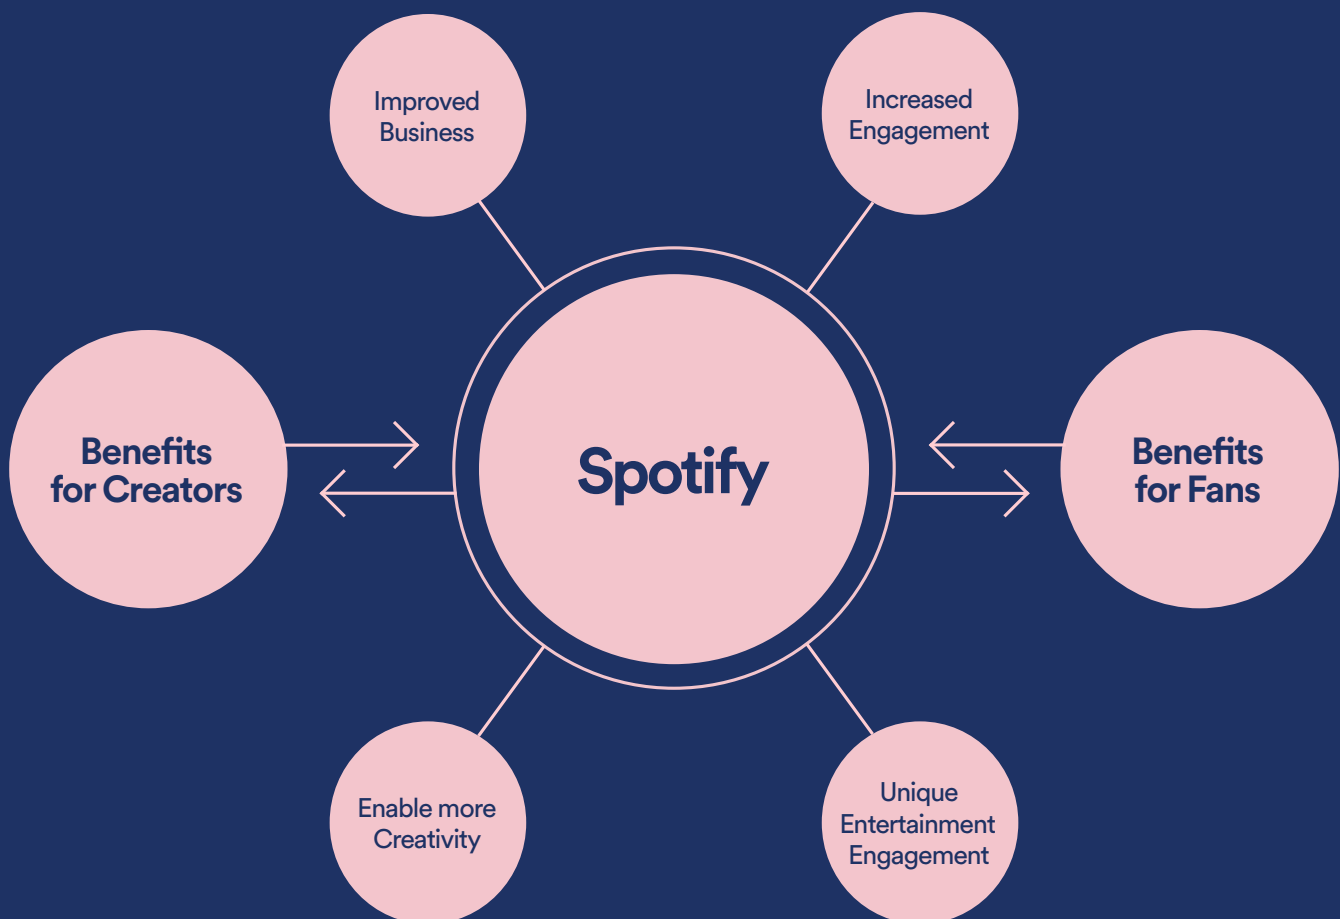 Improved
Business
Increased
Engagement
Benefits
for Creators
Spotify
Benefits
for Fans
Enable more
Creativity
Unique
Entertainment
Engagement